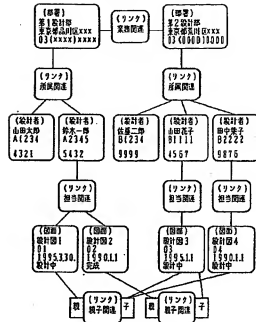 (部署)
第1設計部
東京都品川区xxx
03(xxxx)xxxx
(リンク)
業務関連
(部署)
第2設計部
東京都荒川区xxx
(リンク)
所属関連
(リンク)
所属関連
(設計者)
山田太郎
A1234
4321
(設計者)
鈴木一郎
A2345
5432
(設計者)
佐藤二郎
B1234
9999
(設計者)
山田花子
B1111
4567
(設計者)
田中葉子
B2222
9876
(リンク)
担当関連
(リンク)
担当関連
(リンク)
担当関連
(図面)
設計図1
01
1995.3.30.
設計中
(図面)
設計図2
02
1990.1.1
完成
(図面)
設計図3
03
1995.1.1
設計中
(図面)
設計図4
04
1990.1.1
設計中
親
(リンク)
親子関連
子
親
(リンク)
親子関連
子